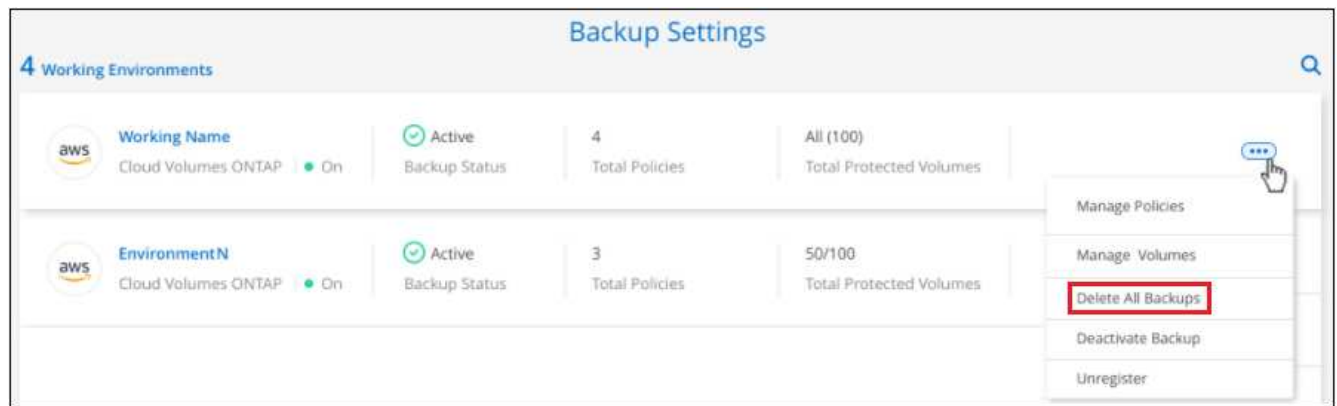 Backup Settings
4 Working Environments
aws
Working Name
Cloud Volumes ONTAP
On
Active
Backup Status
4
Total Policies
All (100)
Total Protected Volumes
Manage Policies
Manage Volumes
Delete All Backups
Deactivate Backup
Unregister
aws
EnvironmentN
Cloud Volumes ONTAP
On
Active
Backup Status
3
Total Policies
50/100
Total Protected Volumes